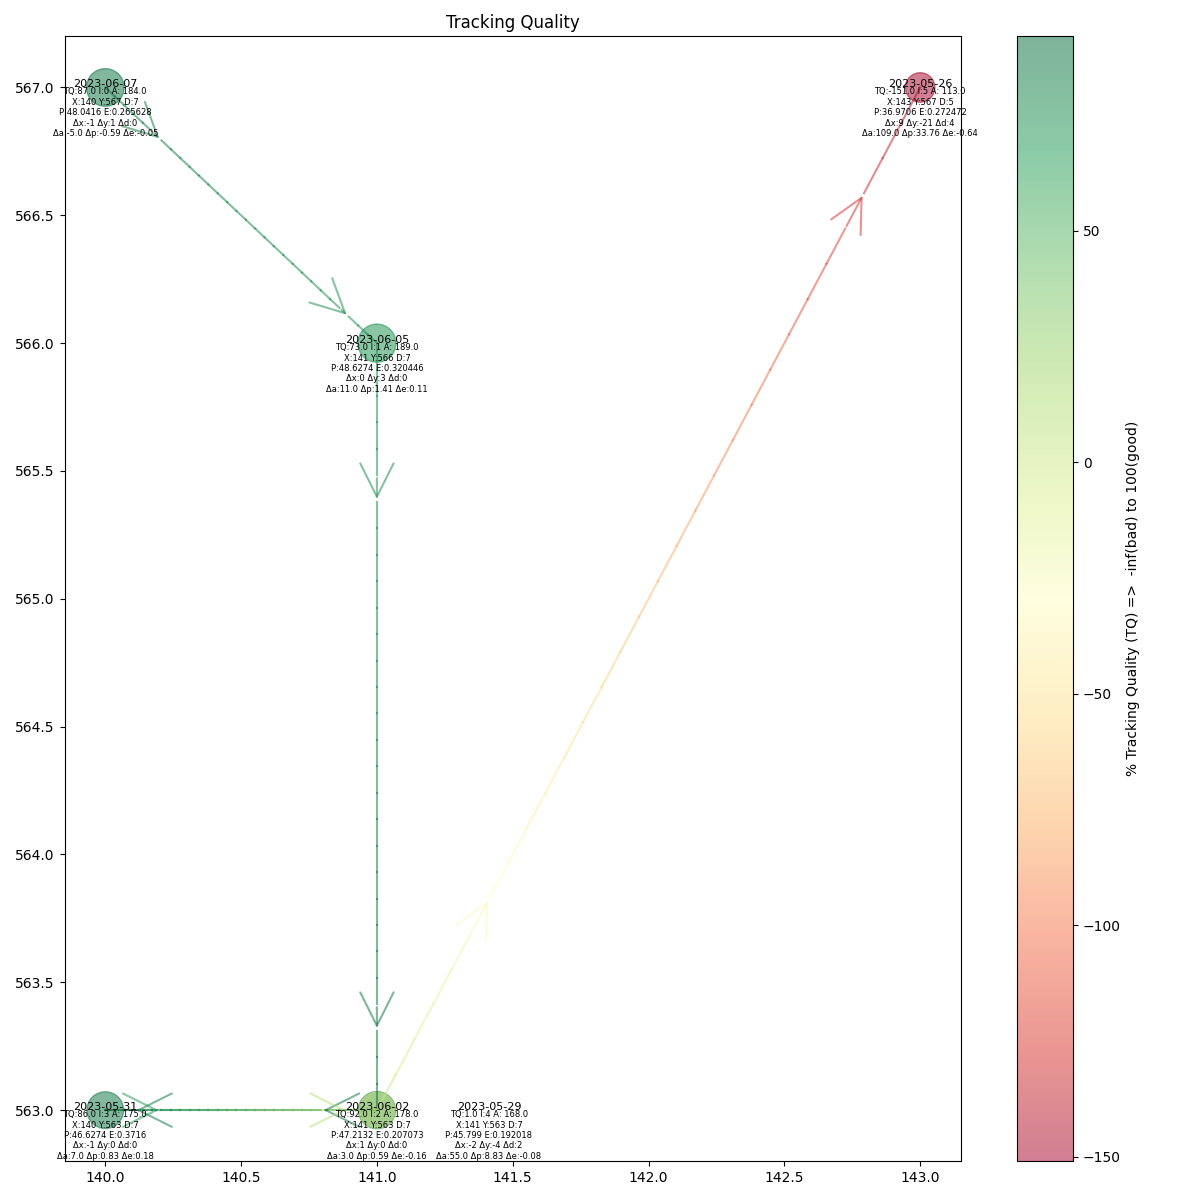 Tracking Quality
567.0
566.5
566.0
565.5
565.0
564.5
564.0
563.5
563.0
140.0
140.5
141.0
141.5
142.0
142.5
143.0
2023-06-07
TQ:87.0 I:0 A: 184.0
X:140 Y:567 D:7
P:48.0416 E:0.265628
Δx:-1 Δy:1 Δd:0
Δa:-5.0 Δp:-0.59 Δe:-0.05
2023-05-26
TQ:-151.0 I:5 A: 113.0
X:143 Y:567 D:5
P:36.9706 E:0.272472
Δx:9 Δy:-21 Δd:4
Δa:109.0 Δp:33.76 Δe:-0.64
2023-06-05
TQ:73.0 I:1 A: 189.0
X:141 Y:566 D:7
P:48.6274 E:0.320446
Δx:0 Δy:3 Δd:0
Δa:11.0 Δp:1.41 Δe:0.11
2023-05-31
TQ:86.0 I:3 A: 175.0
X:140 Y:563 D:7
P:46.6274 E:0.3716
Δx:-1 Δy:0 Δd:0
Δa:7.0 Δp:0.83 Δe:0.18
2023-06-02
TQ:92.0 I:2 A: 178.0
X:141 Y:563 D:7
P:47.2132 E:0.207073
Δx:1 Δy:0 Δd:0
Δa:3.0 Δp:0.59 Δe:-0.16
2023-05-29
TQ:1.0 I:4 A: 168.0
X:141 Y:563 D:7
P:45.799 E:0.192018
Δx:-2 Δy:-4 Δd:2
Δa:55.0 Δp:8.83 Δe:-0.08
50
0
−50
−100
−150
% Tracking Quality (TQ) => -inf(bad) to 100(good)